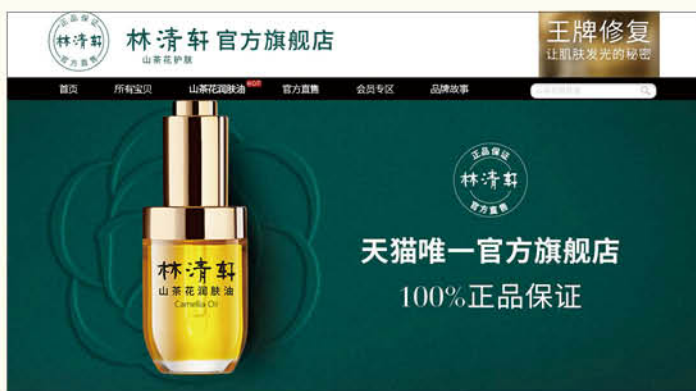 正品保证
林清轩
官方直售
林清轩 官方旗舰店
山茶花护肤
王牌修复
让肌肤发光的秘密
首页 所有宝贝 山茶花润肤油 HOT 官方直售 会员专区 品牌故事
正品保证
林清轩
官方直售
天猫唯一官方旗舰店
100%正品保证
林清轩
山茶花润肤油
Camellia Oil